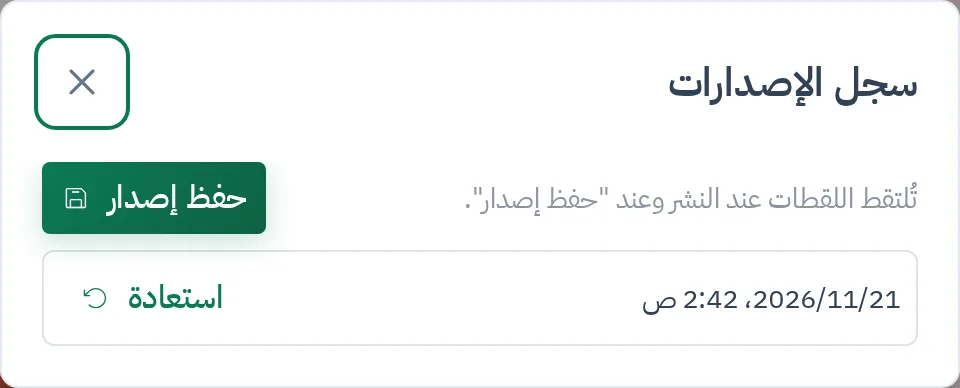 سجل الإصدارات
تُلتقط اللقطات عند النشر وعند "حفظ إصدار".
حفظ إصدار
2026/11/21، 2:42 ص
استعادة